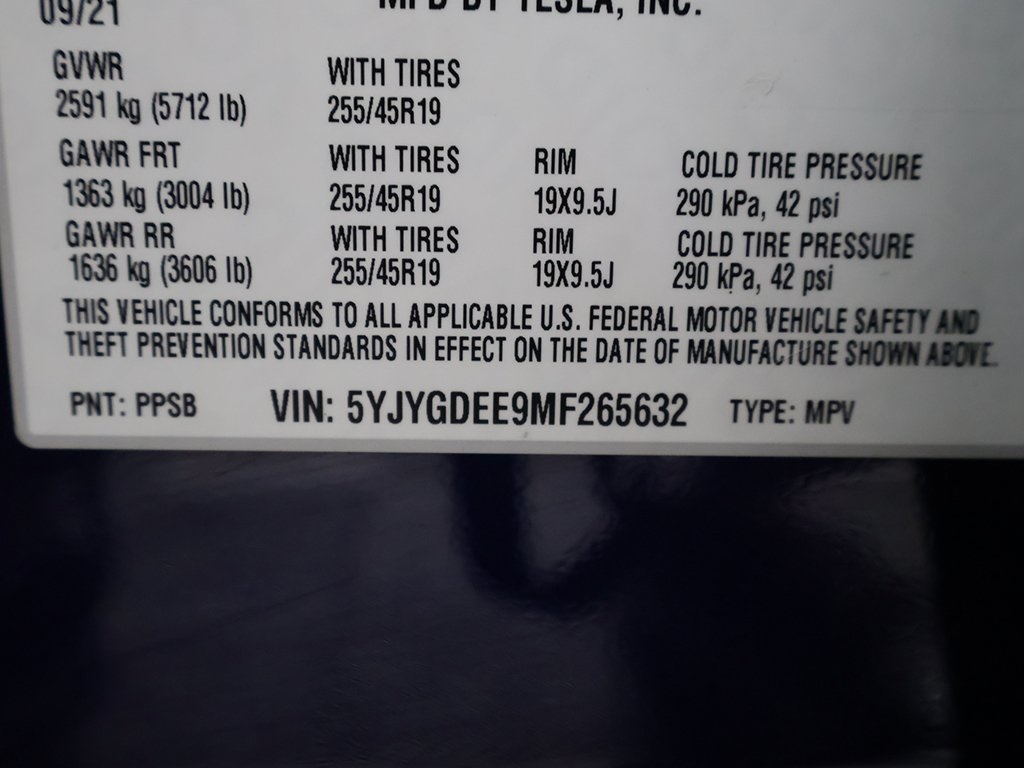 09/21 MFD BY TESLA, INC.
GVWR WITH TIRES
2591 kg (5712 lb) 255/45R19
GAWR FRT WITH TIRES RIM COLD TIRE PRESSURE
1363 kg (3004 lb) 255/45R19 19X9.5J 290 kPa, 42 psi
GAWR RR WITH TIRES RIM COLD TIRE PRESSURE
1636 kg (3606 lb) 255/45R19 19X9.5J 290 kPa, 42 psi
THIS VEHICLE CONFORMS TO ALL APPLICABLE U.S. FEDERAL MOTOR VEHICLE SAFETY AND
THEFT PREVENTION STANDARDS IN EFFECT ON THE DATE OF MANUFACTURE SHOWN ABOVE.
PNT: PPSB VIN: 5YJYGDEE9MF265632 TYPE: MPV